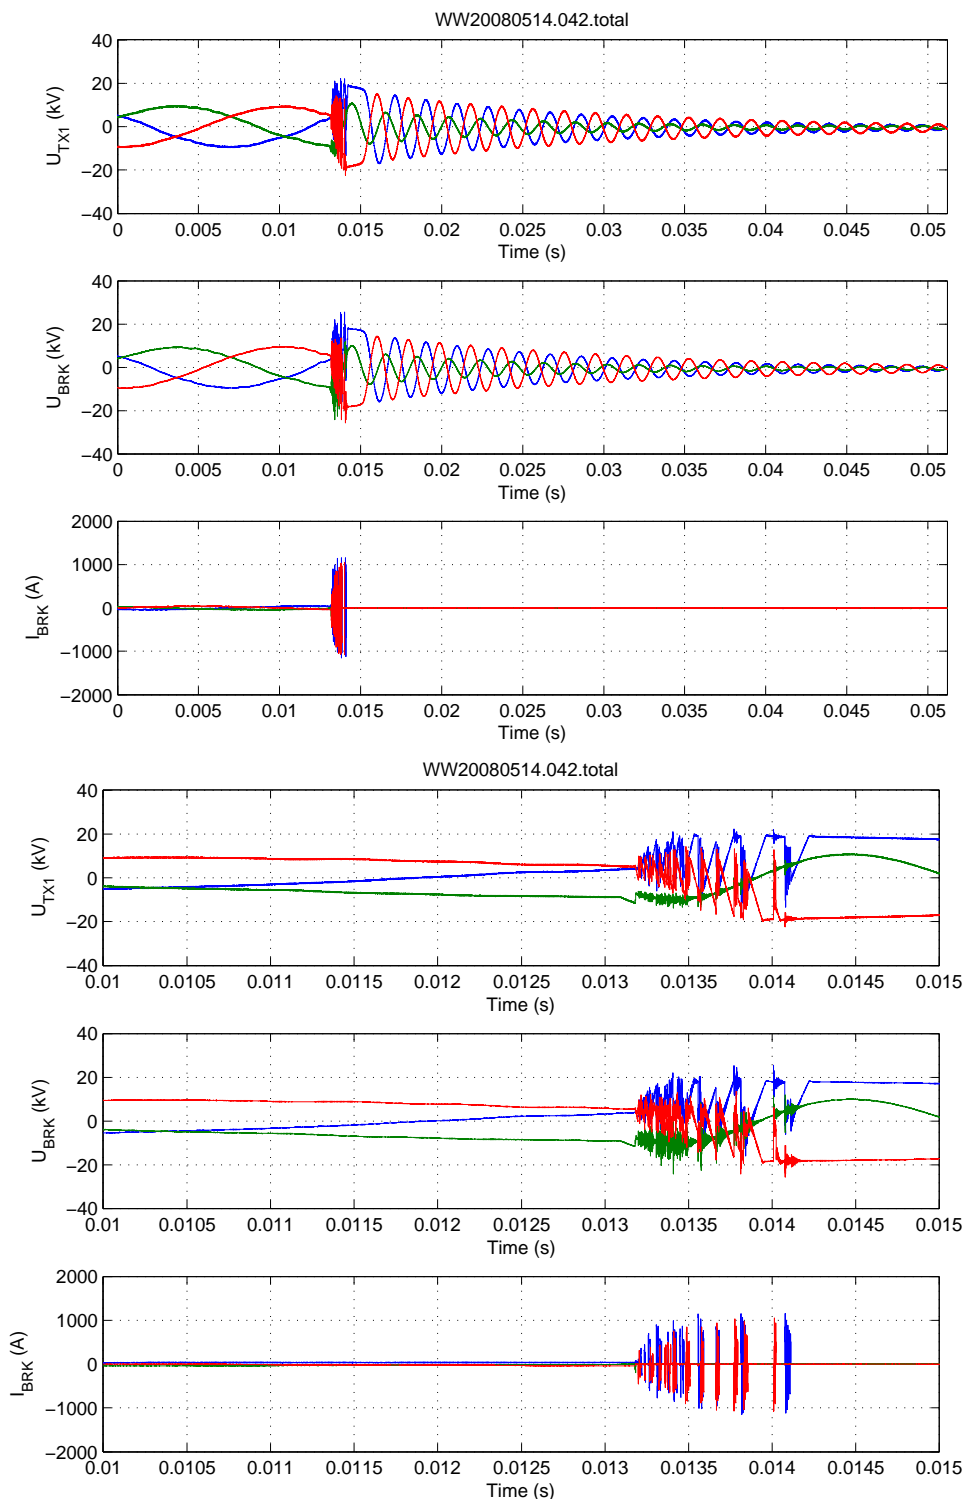 WW20080514.042.total
40
20
0
−20
−40
U_TX1 (kV)
0 0.005 0.01 0.015 0.02 0.025 0.03 0.035 0.04 0.045 0.05
Time (s)
40
20
0
−20
−40
U_BRK (kV)
0 0.005 0.01 0.015 0.02 0.025 0.03 0.035 0.04 0.045 0.05
Time (s)
2000
1000
0
−1000
−2000
I_BRK (A)
0 0.005 0.01 0.015 0.02 0.025 0.03 0.035 0.04 0.045 0.05
Time (s)
WW20080514.042.total
40
20
0
−20
−40
U_TX1 (kV)
0.01 0.0105 0.011 0.0115 0.012 0.0125 0.013 0.0135 0.014 0.0145 0.015
Time (s)
40
20
0
−20
−40
U_BRK (kV)
0.01 0.0105 0.011 0.0115 0.012 0.0125 0.013 0.0135 0.014 0.0145 0.015
Time (s)
2000
1000
0
−1000
−2000
I_BRK (A)
0.01 0.0105 0.011 0.0115 0.012 0.0125 0.013 0.0135 0.014 0.0145 0.015
Time (s)